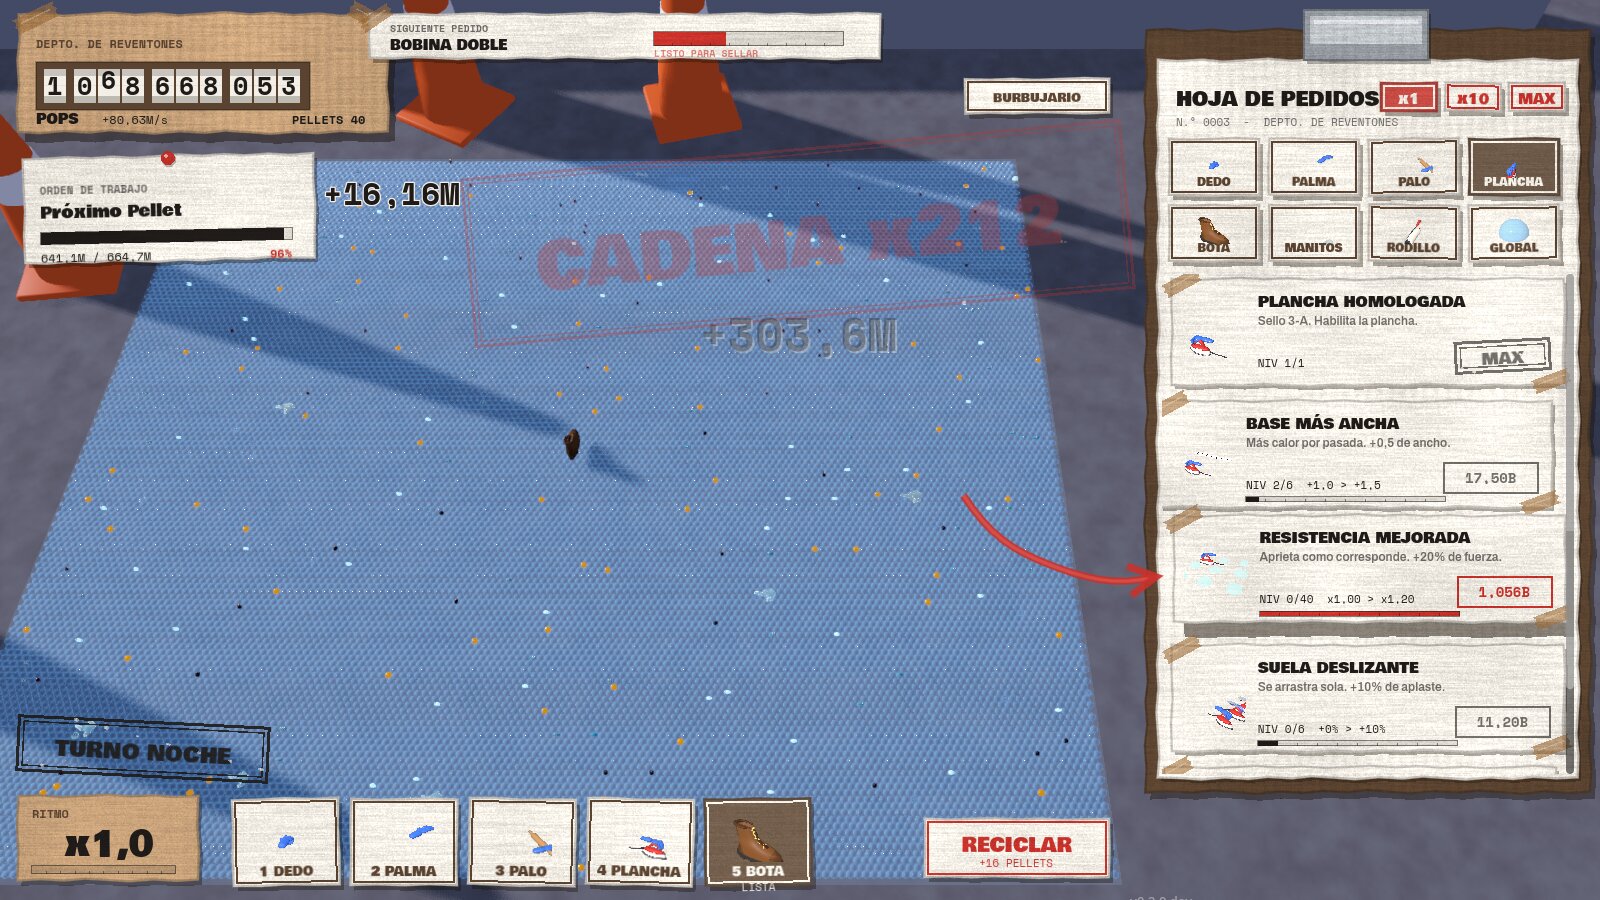 DEPTO. DE REVENTONES
1 068 668 053
POPS +80,63M/s PELLETS 40
SIGUIENTE PEDIDO
BOBINA DOBLE
LISTO PARA SELLAR
BURBUJARIO
ORDEN DE TRABAJO
Próximo Pellet
641,1M / 664,7M 96%
+16,16M
CADENA x212
+303,6M
TURNO NOCHE
RITMO
x1,0
1 DEDO
2 PALMA
3 PALO
4 PLANCHA
5 BOTA
LISTA
RECICLAR
+16 PELLETS
HOJA DE PEDIDOS
x1
x10
MAX
N.° 0003 - DEPTO. DE REVENTONES
DEDO
PALMA
PALO
PLANCHA
BOTA
MANITOS
RODILLO
GLOBAL
PLANCHA HOMOLOGADA
Sello 3-A. Habilita la plancha.
NIV 1/1
MAX
BASE MÁS ANCHA
Más calor por pasada. +0,5 de ancho.
NIV 2/6 +1,0 > +1,5
17,50B
RESISTENCIA MEJORADA
Aprieta como corresponde. +20% de fuerza.
NIV 0/40 x1,00 > x1,20
1,056B
SUELA DESLIZANTE
Se arrastra sola. +10% de aplaste.
NIV 0/6 +0% > +10%
11,20B